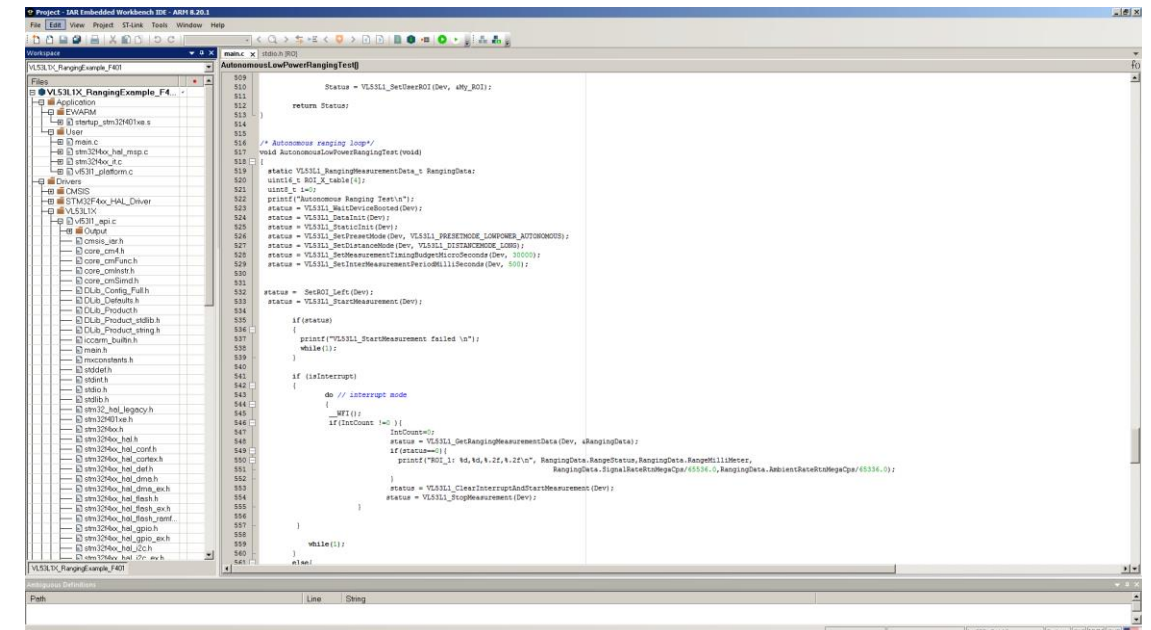 Project - IAR Embedded Workbench IDE - ARM 8.20.1
File Edit View Project ST-Link Tools Window Help
Workspace
main.c x stdio.h [RO]
VL53L1X_RangingExample_F401
AutonomousLowPowerRangingTest()
Files
VL53L1X_RangingExample_F4...
Application
EWARM
startup_stm32f401xe.s
User
main.c
stm32f4xx_hal_msp.c
stm32f4xx_it.c
vl53l1_platform.c
Drivers
CMSIS
STM32F4xx_HAL_Driver
VL53L1X
vl53l1_api.c
Output
cmsis_iar.h
core_cm4.h
core_cmFunc.h
core_cmInstr.h
core_cmSimd.h
DLib_Config_Full.h
DLib_Defaults.h
DLib_Product.h
DLib_Product_stdlib.h
DLib_Product_string.h
iccarm_builtin.h
main.h
mxconstants.h
stddef.h
stdint.h
stdio.h
stdlib.h
stm32_hal_legacy.h
stm32f401xe.h
stm32f4xx.h
stm32f4xx_hal.h
stm32f4xx_hal_conf.h
stm32f4xx_hal_cortex.h
stm32f4xx_hal_def.h
stm32f4xx_hal_dma.h
stm32f4xx_hal_dma_ex.h
stm32f4xx_hal_flash.h
stm32f4xx_hal_flash_ex.h
stm32f4xx_hal_flash_ramf...
stm32f4xx_hal_gpio.h
stm32f4xx_hal_gpio_ex.h
stm32f4xx_hal_i2c.h
stm32f4xx_hal_i2c_ex.h
VL53L1X_RangingExample_F401
509
510 Status = VL53L1_SetUserROI(Dev, &My_ROI);
511
512 return Status;
513 }
514
515
516 /* Autonomous ranging loop*/
517 void AutonomousLowPowerRangingTest(void)
518 {
519 static VL53L1_RangingMeasurementData_t RangingData;
520 uint16_t ROI_X_table[4];
521 uint8_t i=0;
522 printf("Autonomous Ranging Test\n");
523 status = VL53L1_WaitDeviceBooted(Dev);
524 status = VL53L1_DataInit(Dev);
525 status = VL53L1_StaticInit(Dev);
526 status = VL53L1_SetPresetMode(Dev, VL53L1_PRESETMODE_LOWPOWER_AUTONOMOUS);
527 status = VL53L1_SetDistanceMode(Dev, VL53L1_DISTANCEMODE_LONG);
528 status = VL53L1_SetMeasurementTimingBudgetMicroSeconds(Dev, 30000);
529 status = VL53L1_SetInterMeasurementPeriodMilliSeconds(Dev, 500);
530
531
532 status = SetROI_Left(Dev);
533 status = VL53L1_StartMeasurement(Dev);
534
535 if(status)
536 {
537 printf("VL53L1_StartMeasurement failed \n");
538 while(1);
539 }
540
541 if (isInterrupt)
542 {
543 do // interrupt mode
544 {
545 __WFI();
546 if(IntCount !=0 ){
547 IntCount=0;
548 status = VL53L1_GetRangingMeasurementData(Dev, &RangingData);
549 if(status==0){
550 printf("ROI_1: %d,%d,%.2f,%.2f\n", RangingData.RangeStatus,RangingData.RangeMilliMeter,
551 RangingData.SignalRateRtnMegaCps/65536.0,RangingData.AmbientRateRtnMegaCps/65336.0);
552 }
553 status = VL53L1_ClearInterruptAndStartMeasurement(Dev);
554 status = VL53L1_StopMeasurement(Dev);
555 }
556
557 }
558
559 while(1);
560 }
561 else{
Ambiguous Definitions
Path Line String